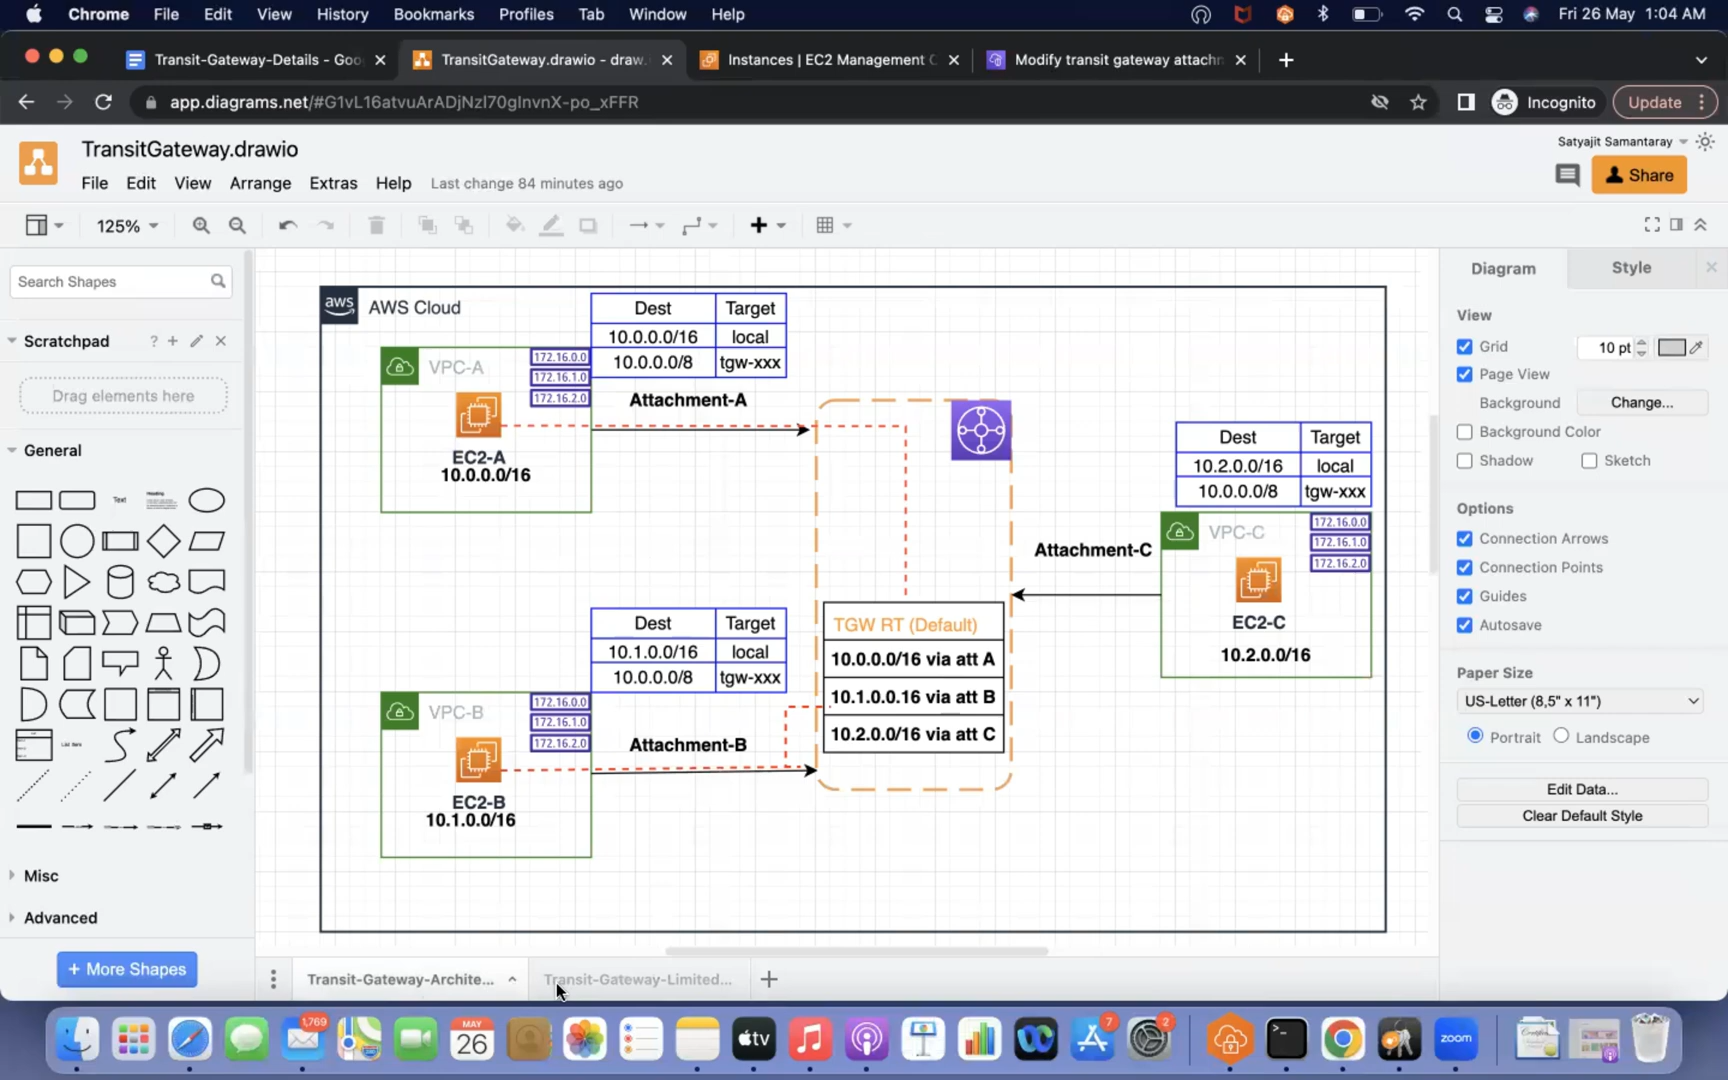 Chrome File Edit View History Bookmarks Profiles Tab Window Help Fri 26 May 1:04 AM
Transit-Gateway-Details - Goo
TransitGateway.drawio - draw.
Instances | EC2 Management C
Modify transit gateway attachm
app.diagrams.net/#G1vL16atvuArADjNzI70gInvnX-po_xFFR
Incognito
Update
TransitGateway.drawio
Satyajit Samantaray
File Edit View Arrange Extras Help Last change 84 minutes ago
Share
125%
Search Shapes
Scratchpad
?
Drag elements here
General
Text
Heading
List Item
Misc
Advanced
+ More Shapes
aws
AWS Cloud
Dest Target
10.0.0.0/16 local
10.0.0.0/8 tgw-xxx
VPC-A
172.16.0.0
172.16.1.0
172.16.2.0
EC2-A
10.0.0.0/16
Attachment-A
Dest Target
10.2.0.0/16 local
10.0.0.0/8 tgw-xxx
VPC-C
172.16.0.0
172.16.1.0
172.16.2.0
Attachment-C
EC2-C
10.2.0.0/16
Dest Target
10.1.0.0/16 local
10.0.0.0/8 tgw-xxx
TGW RT (Default)
10.0.0.0/16 via att A
10.1.0.0.16 via att B
10.2.0.0/16 via att C
VPC-B
172.16.0.0
172.16.1.0
172.16.2.0
EC2-B
10.1.0.0/16
Attachment-B
Diagram Style
View
Grid 10 pt
Page View
Background Change...
Background Color
Shadow Sketch
Options
Connection Arrows
Connection Points
Guides
Autosave
Paper Size
US-Letter (8,5" x 11")
Portrait Landscape
Edit Data...
Clear Default Style
Transit-Gateway-Archite...
Transit-Gateway-Limited...
1,769
MAY
26
tv
7
2
zoom